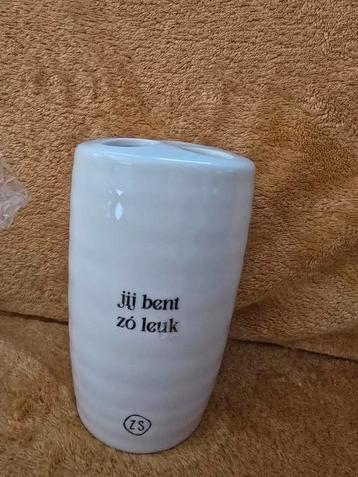 jij bent
zó leuk
ZS